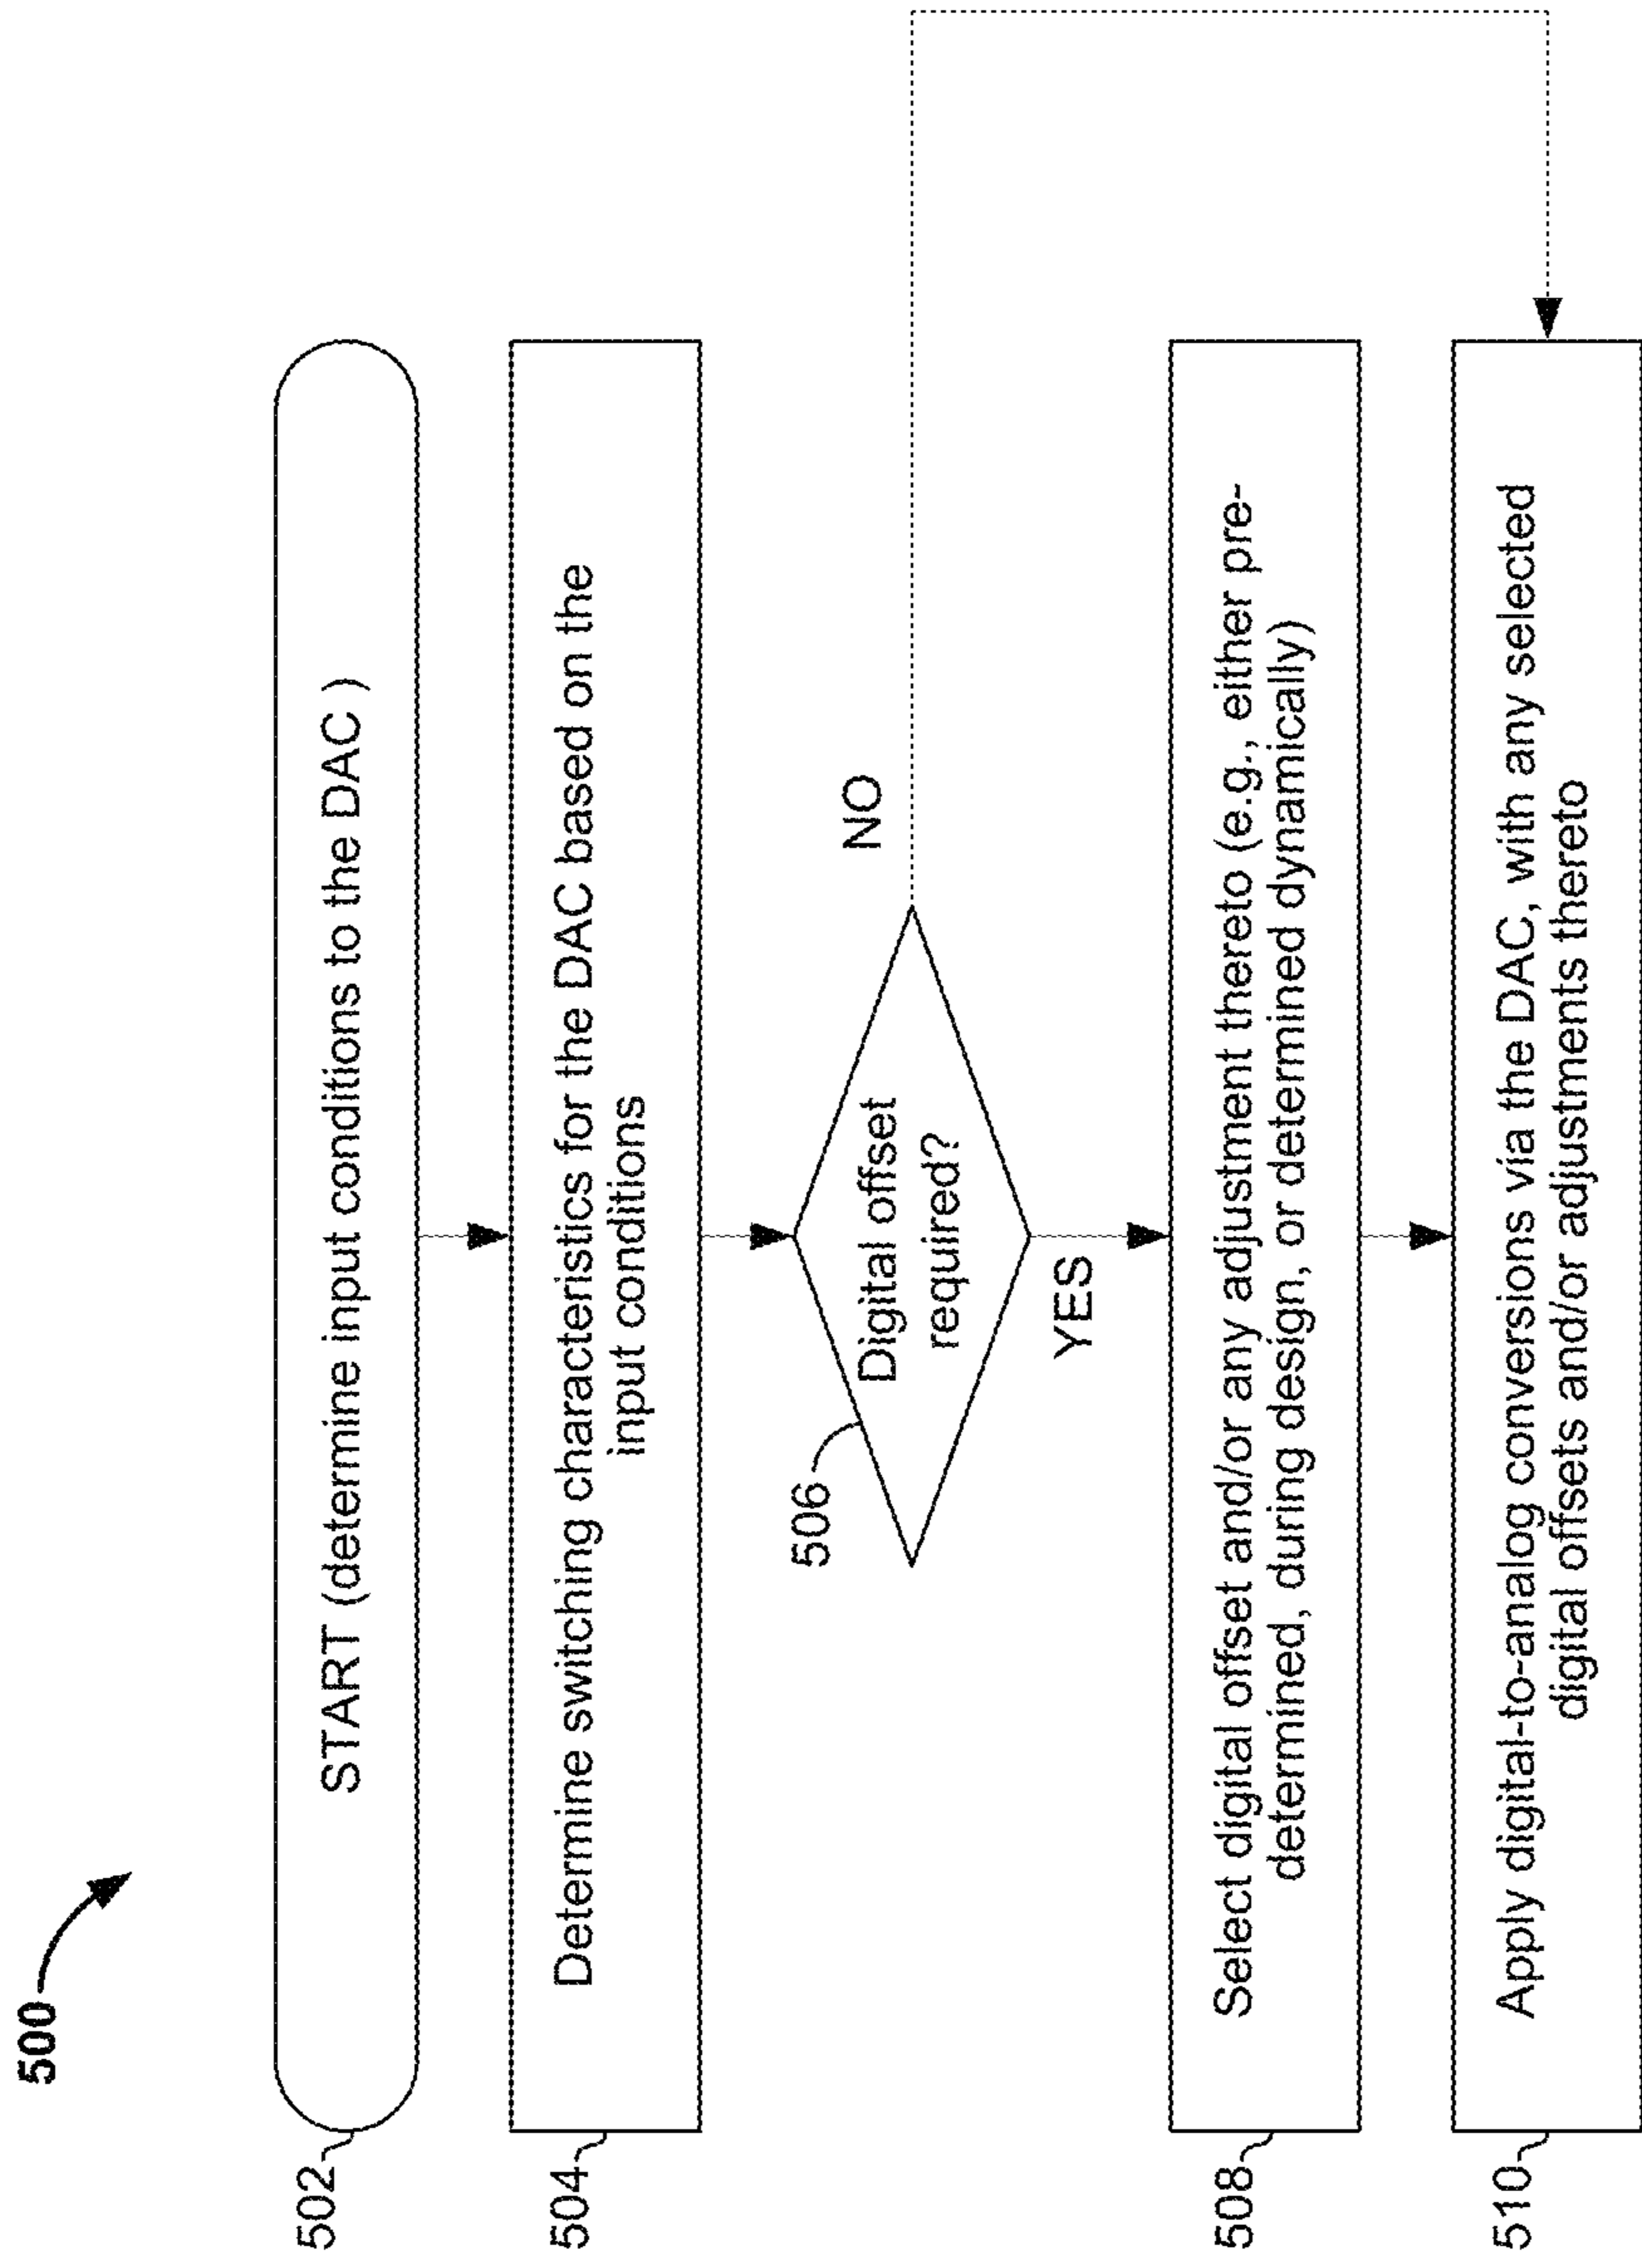 500
502
START (determine input conditions to the DAC )
504
Determine switching characteristics for the DAC based on the
input conditions
506
Digital offset
required?
NO
YES
508
Select digital offset and/or any adjustment thereto (e.g., either pre-
determined, during design, or determined dynamically)
510
Apply digital-to-analog conversions via the DAC, with any selected
digital offsets and/or adjustments thereto